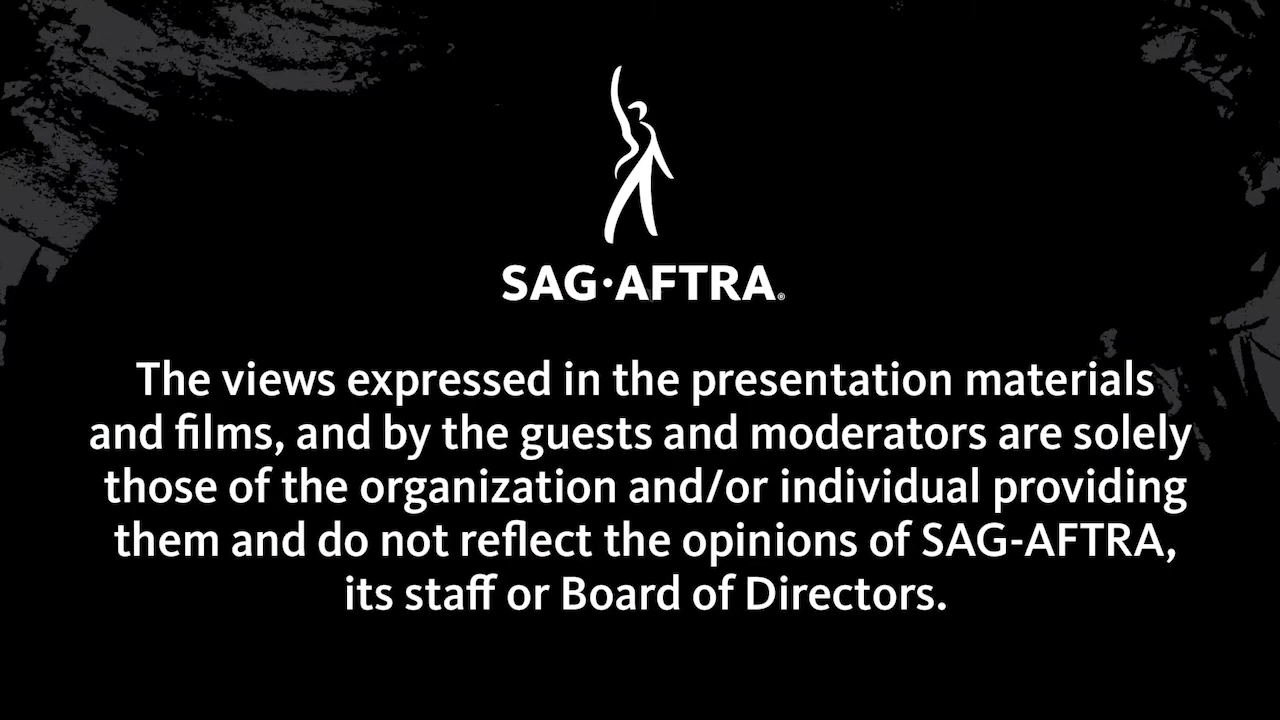 SAG·AFTRA®
The views expressed in the presentation materials
and films, and by the guests and moderators are solely
those of the organization and/or individual providing
them and do not reflect the opinions of SAG-AFTRA,
its staff or Board of Directors.